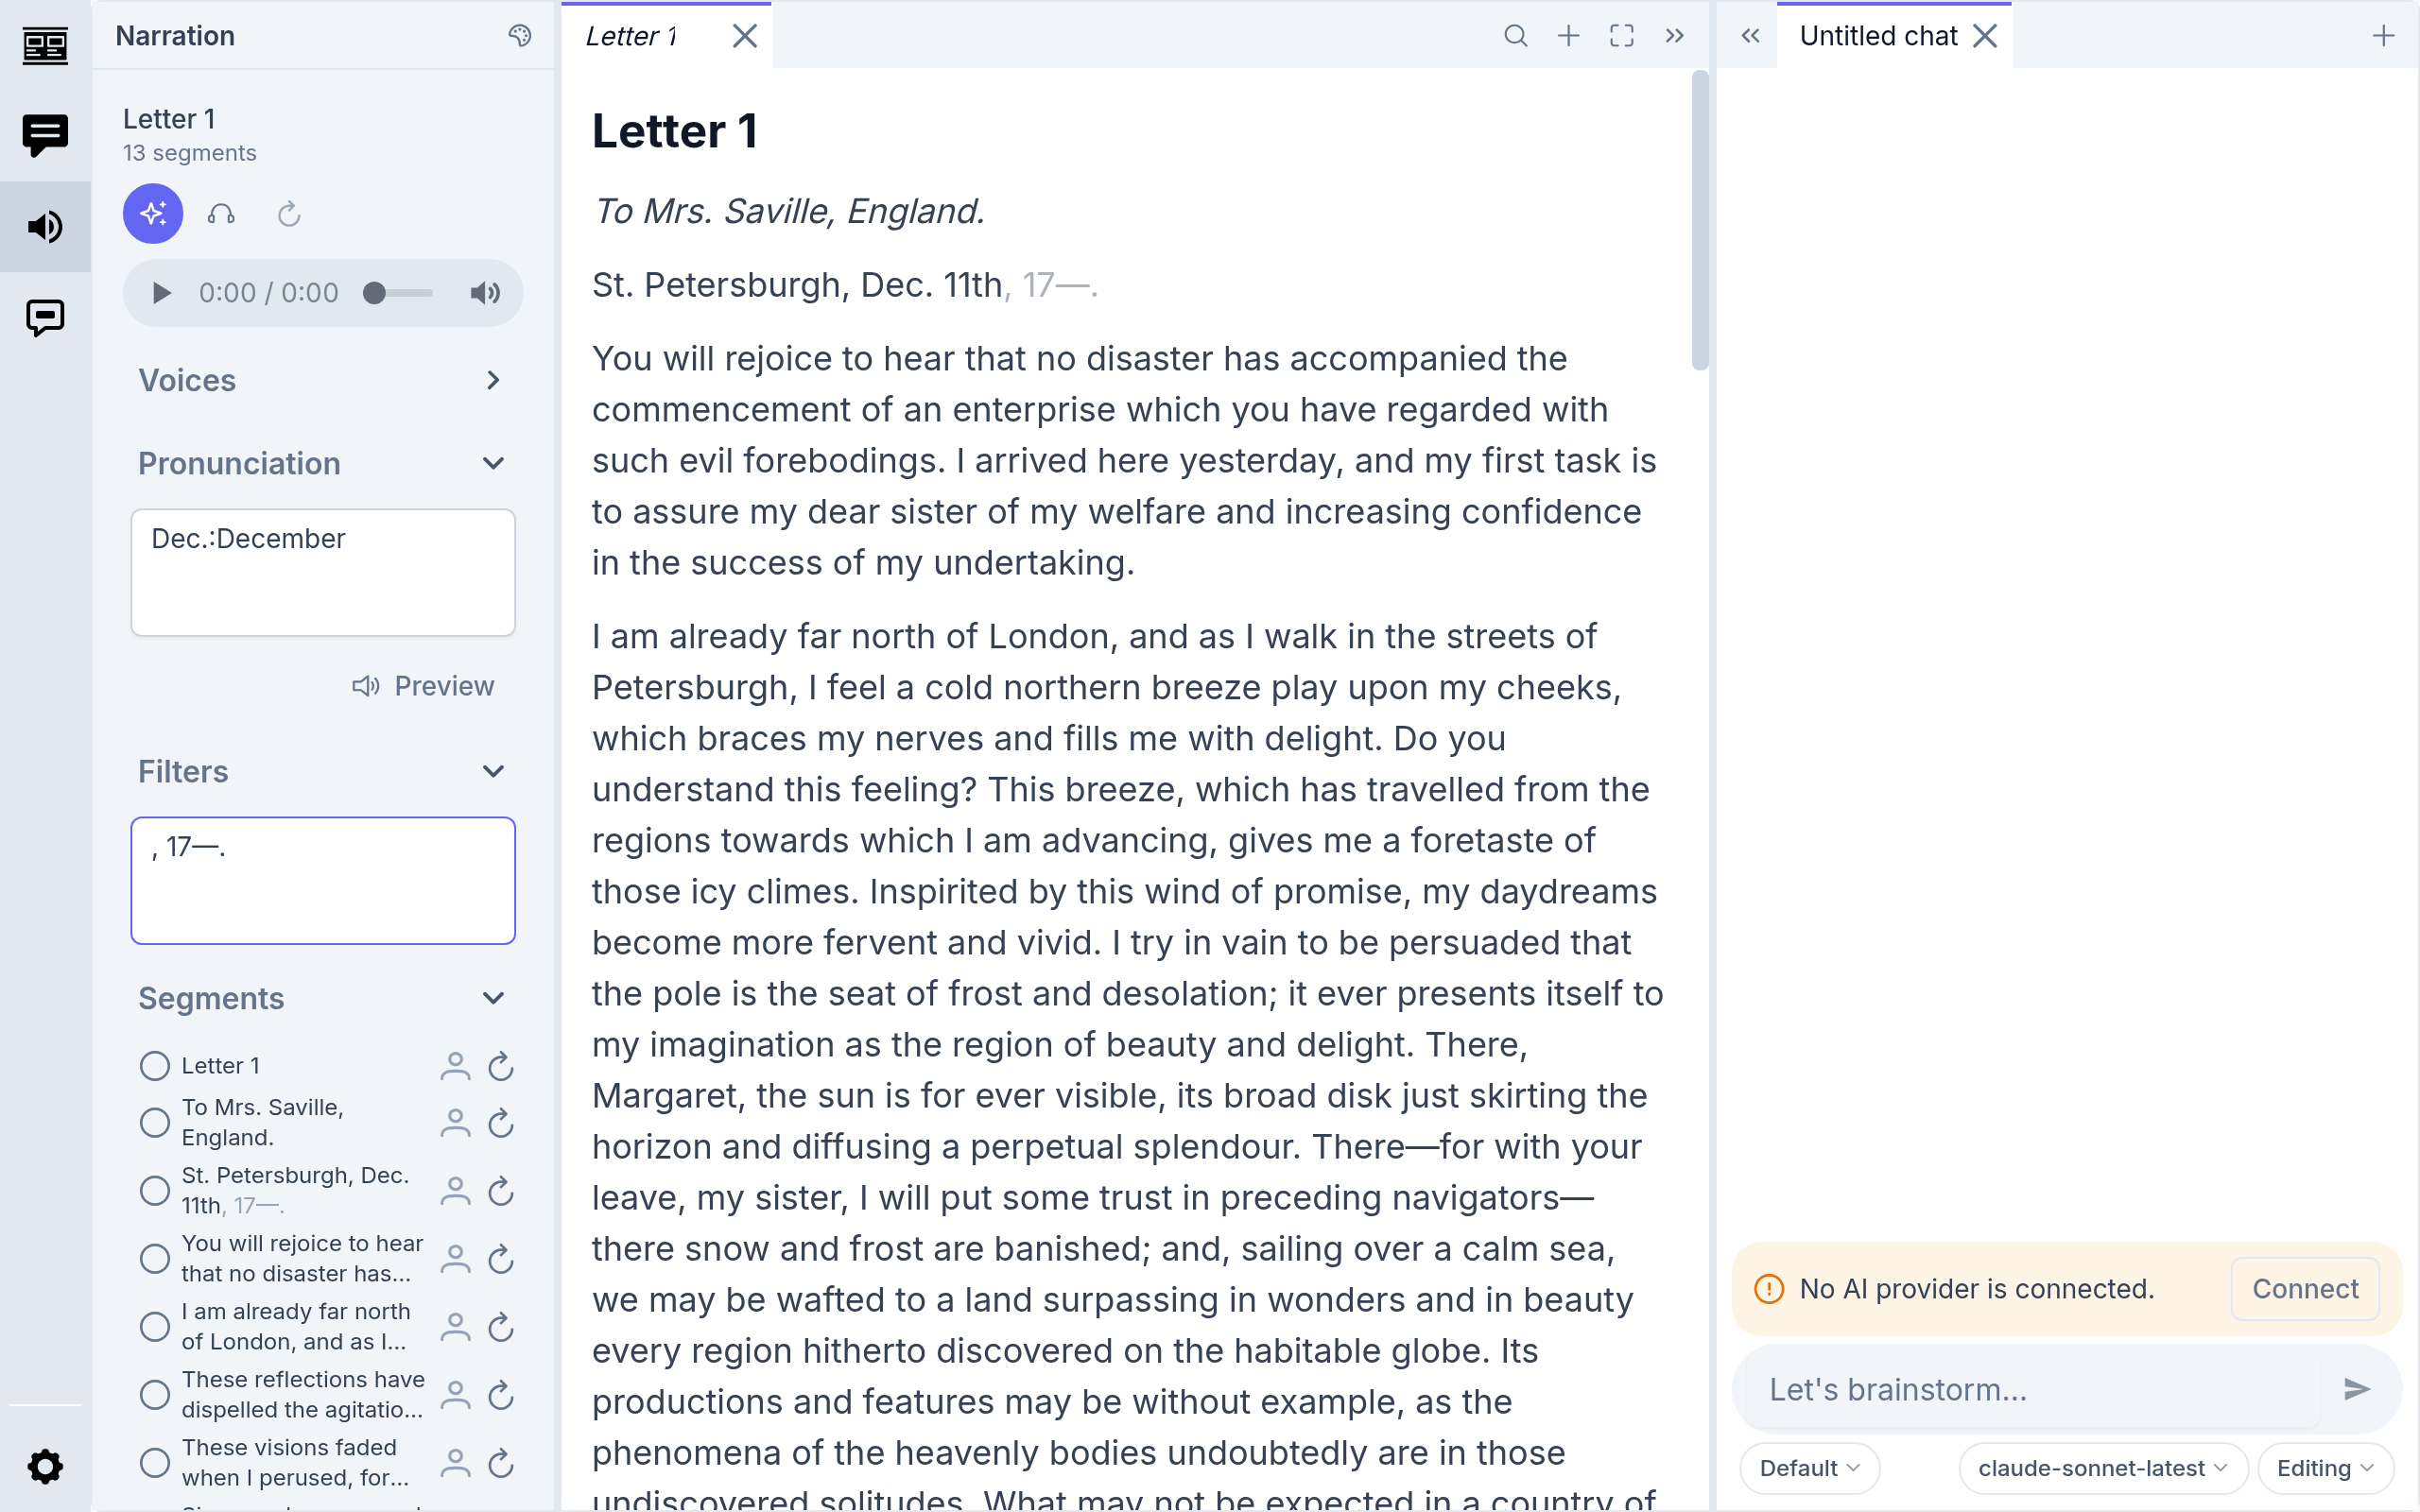 Narration
Letter 1
13 segments
0:00 / 0:00
Voices
Pronunciation
Dec.:December
Preview
Filters
, 17—.
Segments
Letter 1
To Mrs. Saville,
England.
St. Petersburgh, Dec.
11th, 17—.
You will rejoice to hear
that no disaster has...
I am already far north
of London, and as I...
These reflections have
dispelled the agitatio...
These visions faded
when I perused, for...
Letter 1
Letter 1
To Mrs. Saville, England.
St. Petersburgh, Dec. 11th, 17—.
You will rejoice to hear that no disaster has accompanied the
commencement of an enterprise which you have regarded with
such evil forebodings. I arrived here yesterday, and my first task is
to assure my dear sister of my welfare and increasing confidence
in the success of my undertaking.
I am already far north of London, and as I walk in the streets of
Petersburgh, I feel a cold northern breeze play upon my cheeks,
which braces my nerves and fills me with delight. Do you
understand this feeling? This breeze, which has travelled from the
regions towards which I am advancing, gives me a foretaste of
those icy climes. Inspirited by this wind of promise, my daydreams
become more fervent and vivid. I try in vain to be persuaded that
the pole is the seat of frost and desolation; it ever presents itself to
my imagination as the region of beauty and delight. There,
Margaret, the sun is for ever visible, its broad disk just skirting the
horizon and diffusing a perpetual splendour. There—for with your
leave, my sister, I will put some trust in preceding navigators—
there snow and frost are banished; and, sailing over a calm sea,
we may be wafted to a land surpassing in wonders and in beauty
every region hitherto discovered on the habitable globe. Its
productions and features may be without example, as the
phenomena of the heavenly bodies undoubtedly are in those
undiscovered solitudes. What may not be expected in a country of
Untitled chat
No AI provider is connected.
Connect
Let's brainstorm...
Default
claude-sonnet-latest
Editing